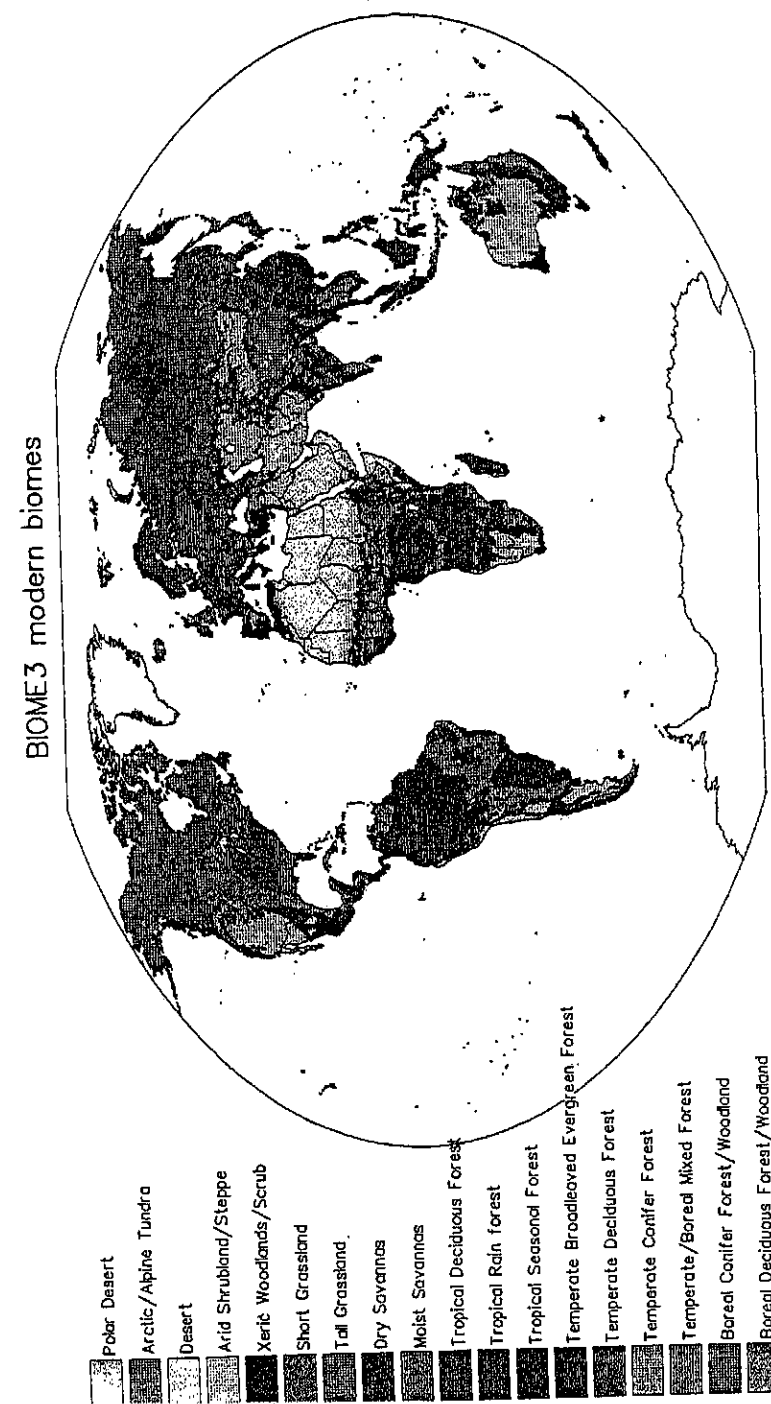 BIOME3 modern biomes
Polar Desert
Arctic/Alpine Tundra
Desert
Arid Shrubland/Steppe
Xeric Woodlands/Scrub
Short Grassland
Tall Grassland
Dry Savannas
Moist Savannas
Tropical Deciduous Forest
Tropical Rain forest
Tropical Seasonal Forest
Temperate Broadleaved Evergreen Forest
Temperate Deciduous Forest
Temperate Conifer Forest
Temperate/Boreal Mixed Forest
Boreal Conifer Forest/Woodland
Boreal Deciduous Forest/Woodland